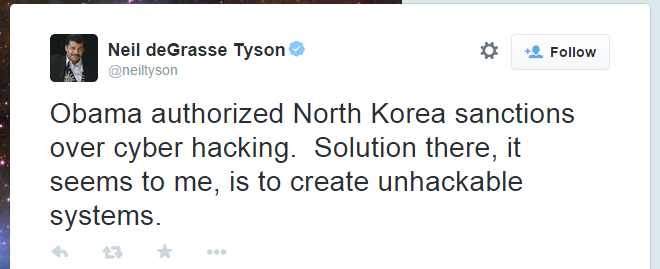 Neil deGrasse Tyson
@neiltyson
Follow
Obama authorized North Korea sanctions
over cyber hacking.  Solution there, it
seems to me, is to create unhackable
systems.